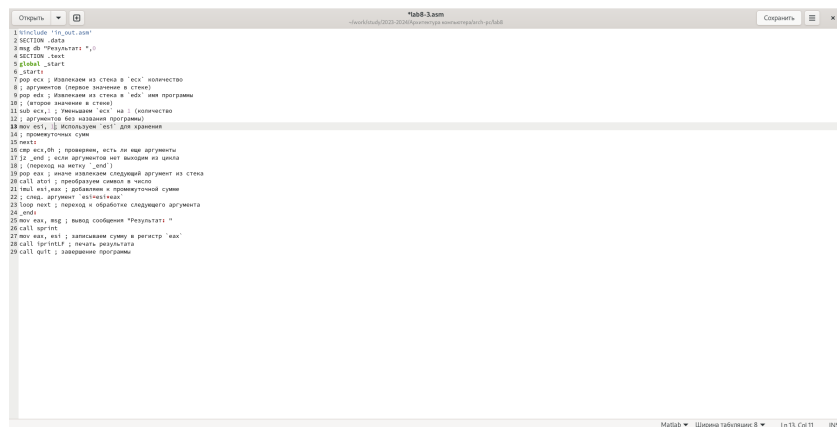 Открыть
*lab8-3.asm
~/work/study/2023-2024/Архитектура компьютера/arch-pc/lab8
Сохранить
1 %include 'in_out.asm'
2 SECTION .data
3 msg db "Результат: ",0
4 SECTION .text
5 global _start
6 _start:
7 pop ecx ; Извлекаем из стека в `ecx` количество
8 ; аргументов (первое значение в стеке)
9 pop edx ; Извлекаем из стека в `edx` имя программы
10 ; (второе значение в стеке)
11 sub ecx,1 ; Уменьшаем `ecx` на 1 (количество
12 ; аргументов без названия программы)
13 mov esi, 1; Используем `esi` для хранения
14 ; промежуточных сумм
15 next:
16 cmp ecx,0h ; проверяем, есть ли еще аргументы
17 jz _end ; если аргументов нет выходим из цикла
18 ; (переход на метку `_end`)
19 pop eax ; иначе извлекаем следующий аргумент из стека
20 call atoi ; преобразуем символ в число
21 imul esi,eax ; добавляем к промежуточной сумме
22 ; след. аргумент `esi=esi+eax`
23 loop next ; переход к обработке следующего аргумента
24 _end:
25 mov eax, msg ; вывод сообщения "Результат: "
26 call sprint
27 mov eax, esi ; записываем сумму в регистр `eax`
28 call iprintLF ; печать результата
29 call quit ; завершение программы
Matlab Ширина табуляции: 8 Ln 13, Col 11 INS